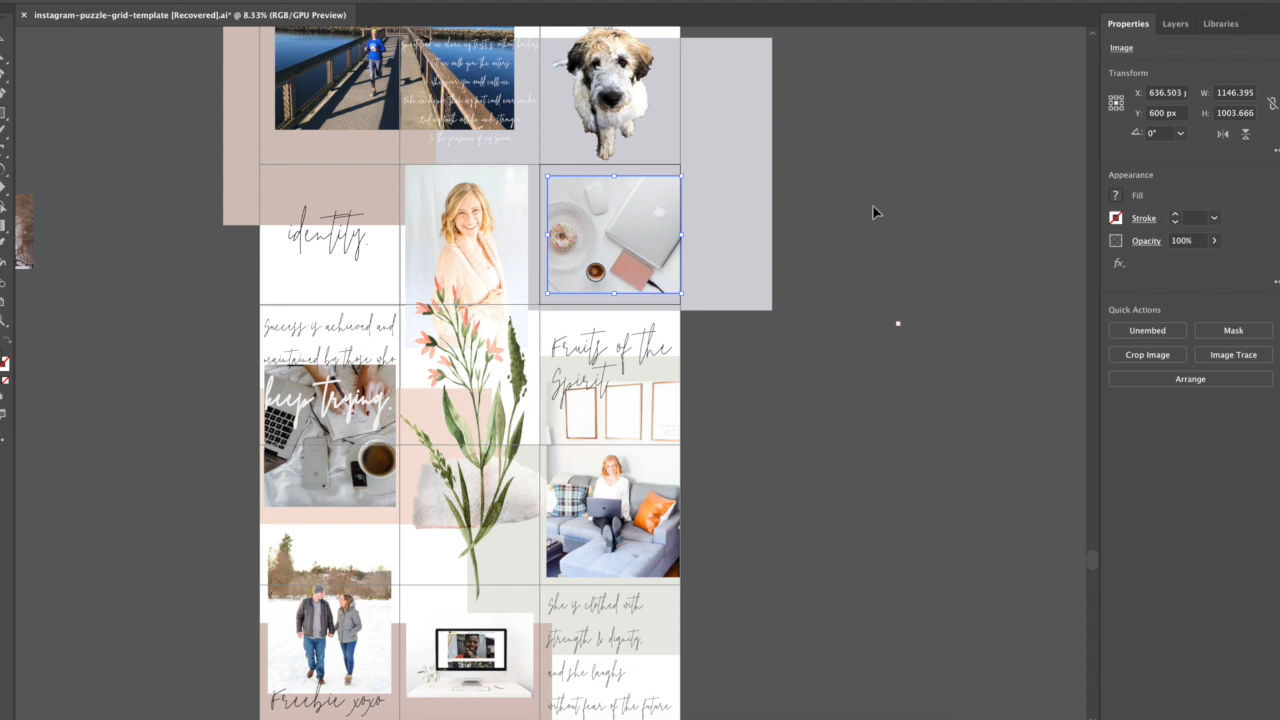 instagram-puzzle-grid-template [Recovered].ai* @ 8.33% (RGB/GPU Preview)
Properties
Layers
Libraries
Image
Transform
X:
636.503 p
W:
1146.395
Y:
600 px
H:
1003.666
0°
Appearance
?
Fill
Stroke
Opacity
100%
fx.
Quick Actions
Unembed
Mask
Crop Image
Image Trace
Arrange
identity.
Success is achieved and
maintained by those who
keep trying.
Fruits of the
Spirit
Freebie xoxo
She is clothed with
strength & dignity,
and she laughs
without fear of the future.